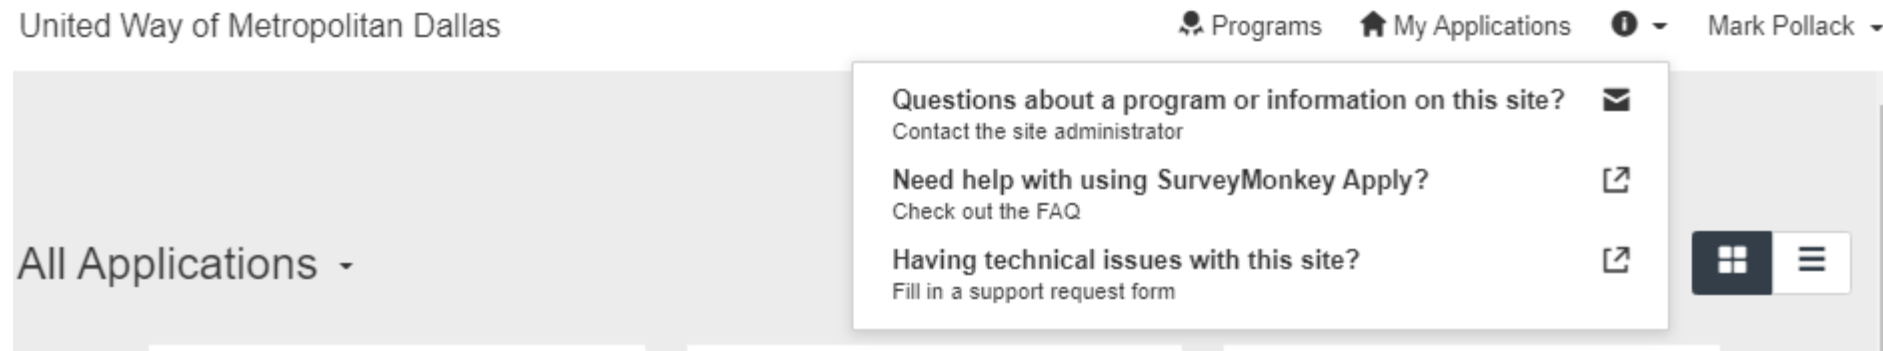 United Way of Metropolitan Dallas
Programs
My Applications
Mark Pollack
Questions about a program or information on this site?
Contact the site administrator
Need help with using SurveyMonkey Apply?
Check out the FAQ
Having technical issues with this site?
Fill in a support request form
All Applications